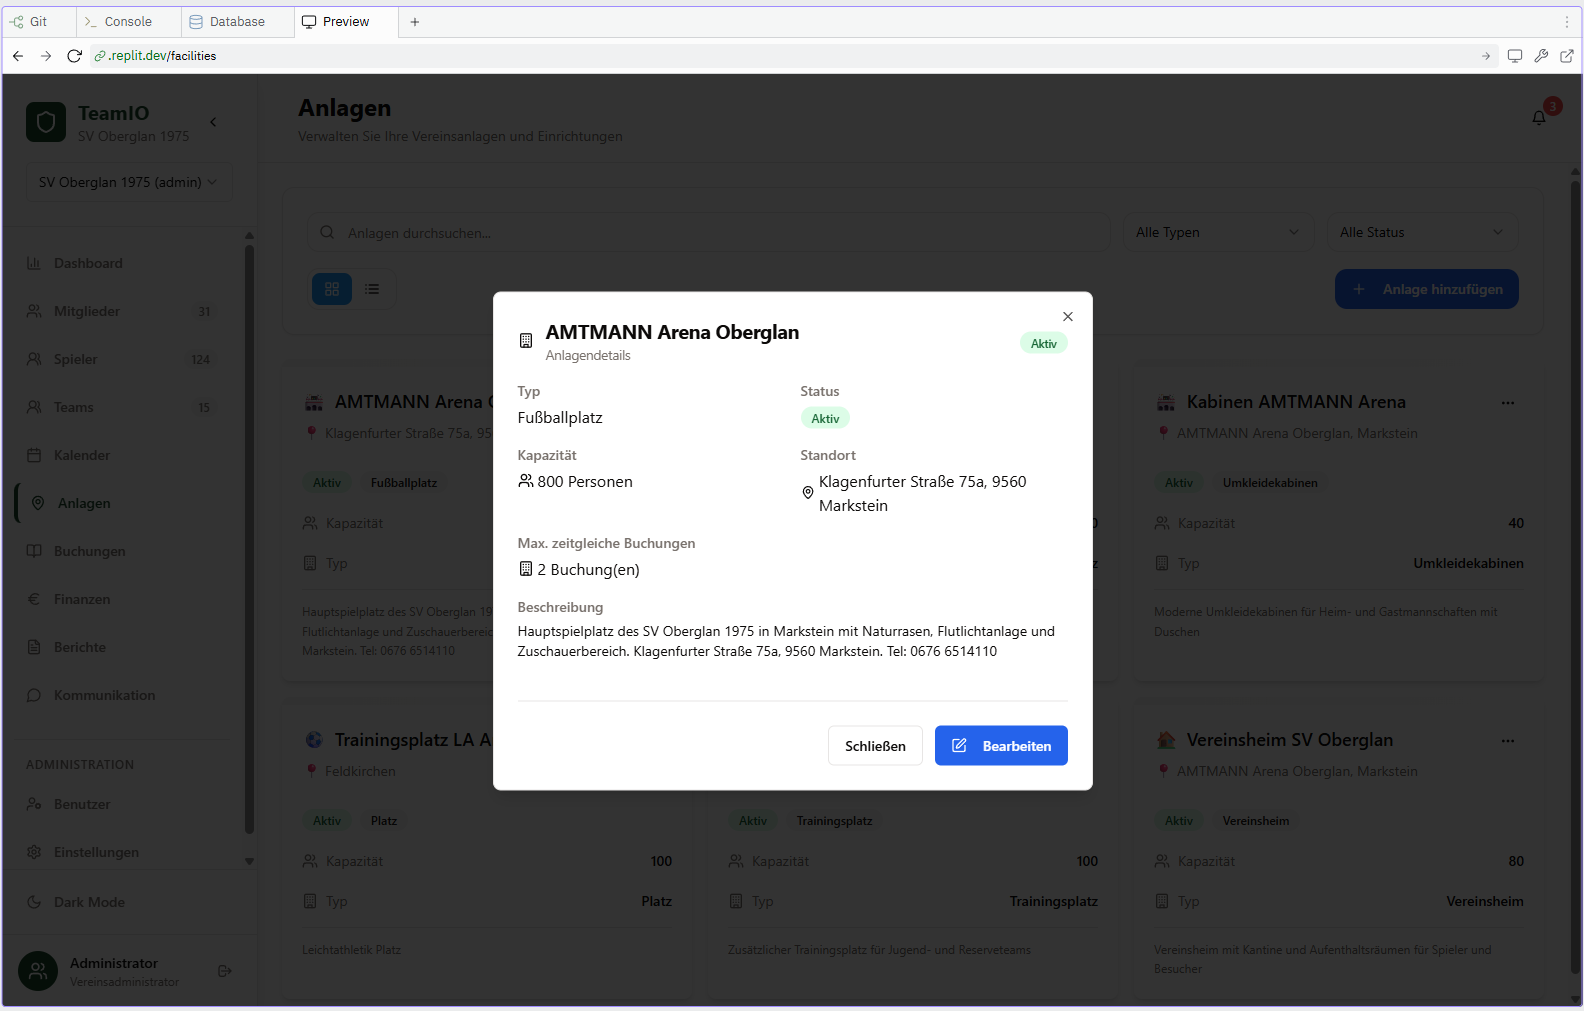 Git
Console
Database
Preview
.replit.dev/facilities
TeamIO
SV Oberglan 1975
SV Oberglan 1975 (admin)
Dashboard
Mitglieder 31
Spieler 124
Teams 15
Kalender
Anlagen
Buchungen
Finanzen
Berichte
Kommunikation
ADMINISTRATION
Benutzer
Einstellungen
Dark Mode
Administrator
Vereinsadministrator
Anlagen
Verwalten Sie Ihre Vereinsanlagen und Einrichtungen
3
Anlagen durchsuchen...
Alle Typen
Alle Status
Anlage hinzufügen
AMTMANN Arena
Klagenfurter Straße 75a, 95
Aktiv Fußballplatz
Kapazität
Typ
Hauptspielplatz des SV Oberglan 19
Flutlichtanlage und Zuschauerbereic
Markstein. Tel: 0676 6514110
Kabinen AMTMANN Arena
AMTMANN Arena Oberglan, Markstein
Aktiv Umkleidekabinen
Kapazität 40
Typ Umkleidekabinen
Moderne Umkleidekabinen für Heim- und Gastmannschaften mit
Duschen
Trainingsplatz LA A
Feldkirchen
Aktiv Platz
Kapazität 100
Typ Platz
Leichtathletik Platz
Aktiv Trainingsplatz
Kapazität 100
Typ Trainingsplatz
Zusätzlicher Trainingsplatz für Jugend- und Reserveteams
Vereinsheim SV Oberglan
AMTMANN Arena Oberglan, Markstein
Aktiv Vereinsheim
Kapazität 80
Typ Vereinsheim
Vereinsheim mit Kantine und Aufenthaltsräumen für Spieler und
Besucher
AMTMANN Arena Oberglan
Anlagendetails
Aktiv
Typ
Fußballplatz
Status
Aktiv
Kapazität
800 Personen
Standort
Klagenfurter Straße 75a, 9560
Markstein
Max. zeitgleiche Buchungen
2 Buchung(en)
Beschreibung
Hauptspielplatz des SV Oberglan 1975 in Markstein mit Naturrasen, Flutlichtanlage und
Zuschauerbereich. Klagenfurter Straße 75a, 9560 Markstein. Tel: 0676 6514110
Schließen
Bearbeiten